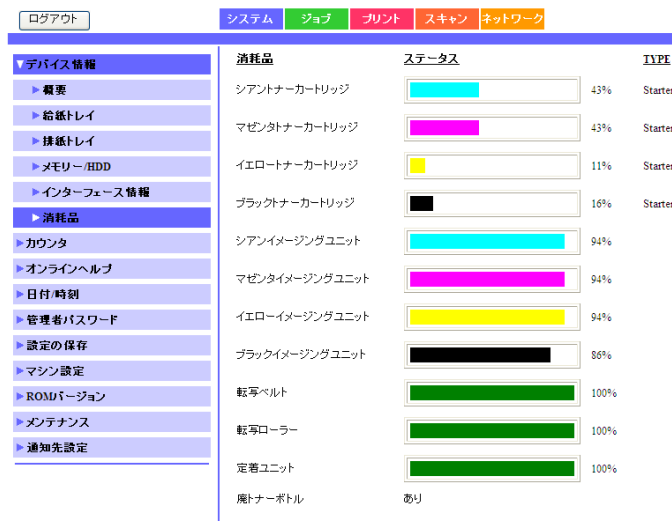 ログアウト
システム ジョブ プリント スキャン ネットワーク
デバイス情報
概要
給紙トレイ
排紙トレイ
メモリー/HDD
インターフェース情報
消耗品
カウンタ
オンラインヘルプ
日付/時刻
管理者パスワード
設定の保存
マシン設定
ROMバージョン
メンテナンス
通知先設定
消耗品 ステータス TYPE
シアントナーカートリッジ 43% Starter
マゼンタトナーカートリッジ 43% Starter
イエロートナーカートリッジ 11% Starter
ブラックトナーカートリッジ 16% Starter
シアンイメージングユニット 94%
マゼンタイメージングユニット 94%
イエローイメージングユニット 94%
ブラックイメージングユニット 86%
転写ベルト 100%
転写ローラー 100%
定着ユニット 100%
廃トナーボトル あり